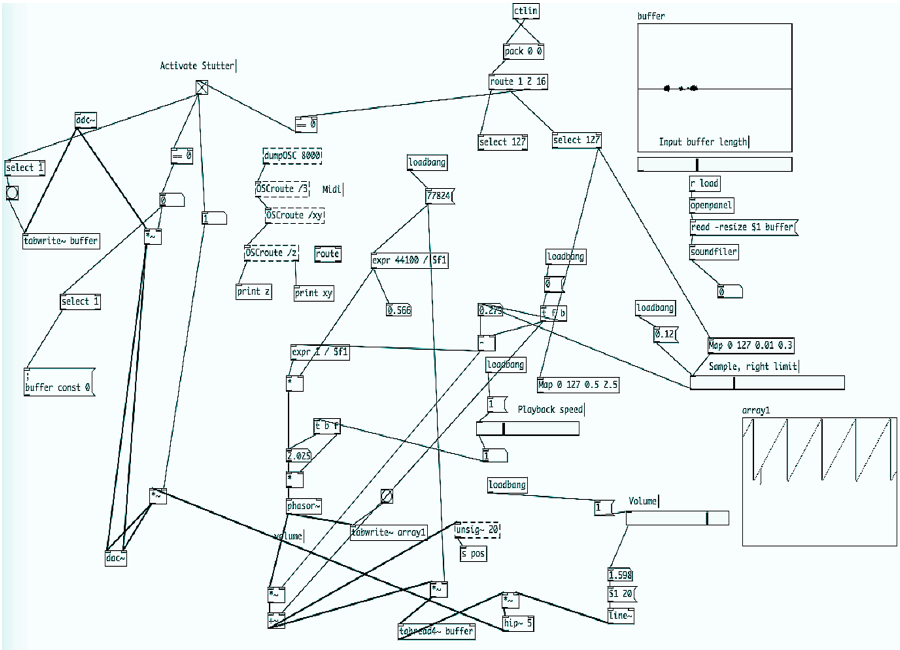 ctlin
buffer
pack 0 0
Activate Stutter
route 1 2 16
adc~
== 0
select 127
select 127
Input buffer length
== 0
dumpOSC 8000
loadbang
select 1
r load
OSCroute /3
Midi
77824
openpanel
0
1
OSCroute /xy
read -resize $1 buffer
tabwrite~ buffer
*~
OSCroute /z
route
expr 44100 / $f1
loadbang
soundfiler
print z
print xy
0
0
select 1
0.566
0.275
t f b
loadbang
0.12
-
Map 0 127 0.01 0.3
expr 1 / $f1
loadbang
Sample, right limit
;
buffer const 0
*
Map 0 127 0.5 2.5
1
Playback speed
array1
t b f
2.025
1
*
loadbang
*~
phasor~
1
Volume
volume
tabwrite~ array1
unsig~ 20
dac~
s pos
1.598
*~
*~
*~
$1 20
+~
hip~ 5
line~
tabread4~ buffer